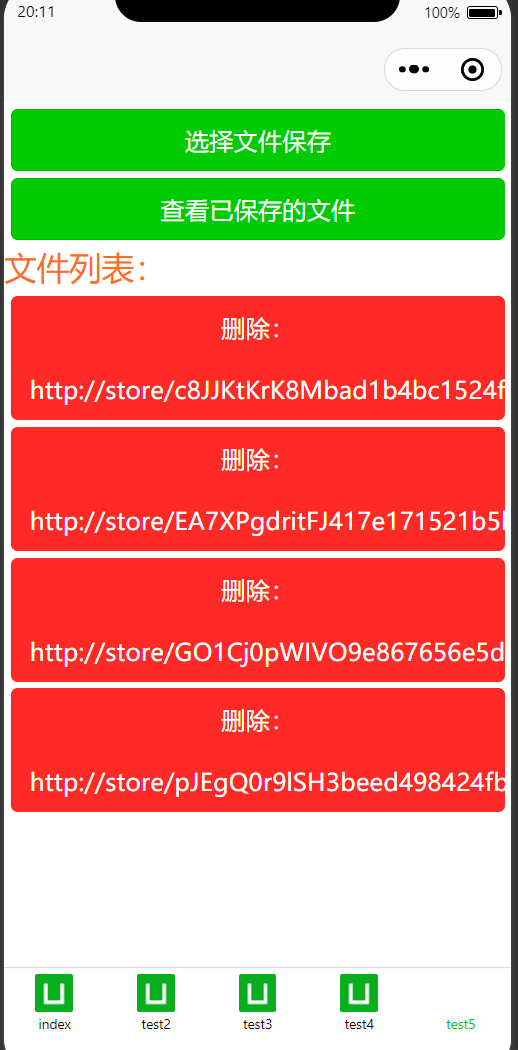 20:11
100%
选择文件保存
查看已保存的文件
文件列表：
删除：
http://store/c8JJKtKrK8Mbad1b4bc1524f
删除：
http://store/EA7XPgdritFJ417e171521b5
删除：
http://store/GO1Cj0pWIVO9e867656e5d
删除：
http://store/pJEgQ0r9lSH3beed498424fb
index
test2
test3
test4
test5